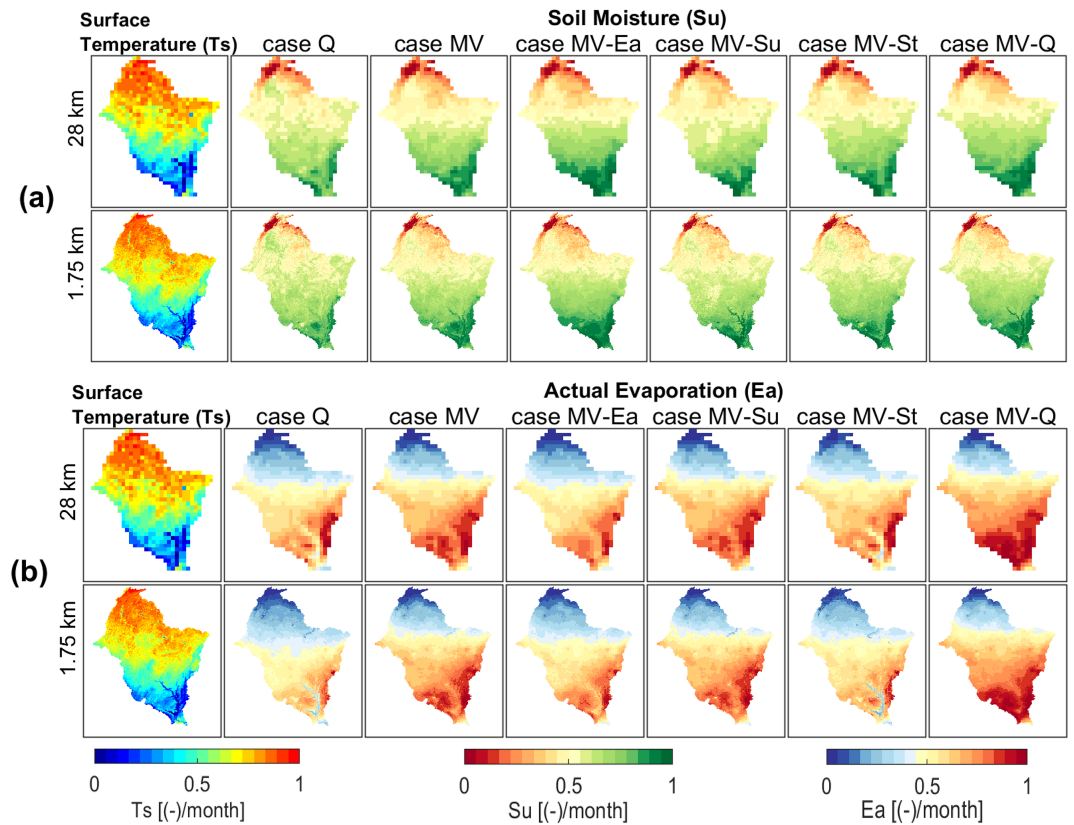 Surface
Temperature (Ts)
Soil Moisture (Su)
case Q
case MV
case MV-Ea
case MV-Su
case MV-St
case MV-Q
(a)
28 km
1.75 km
Surface
Temperature (Ts)
Actual Evaporation (Ea)
case Q
case MV
case MV-Ea
case MV-Su
case MV-St
case MV-Q
(b)
28 km
1.75 km
0 0.5 1
Ts [(-)/month]
0 0.5 1
Su [(-)/month]
0 0.5 1
Ea [(-)/month]